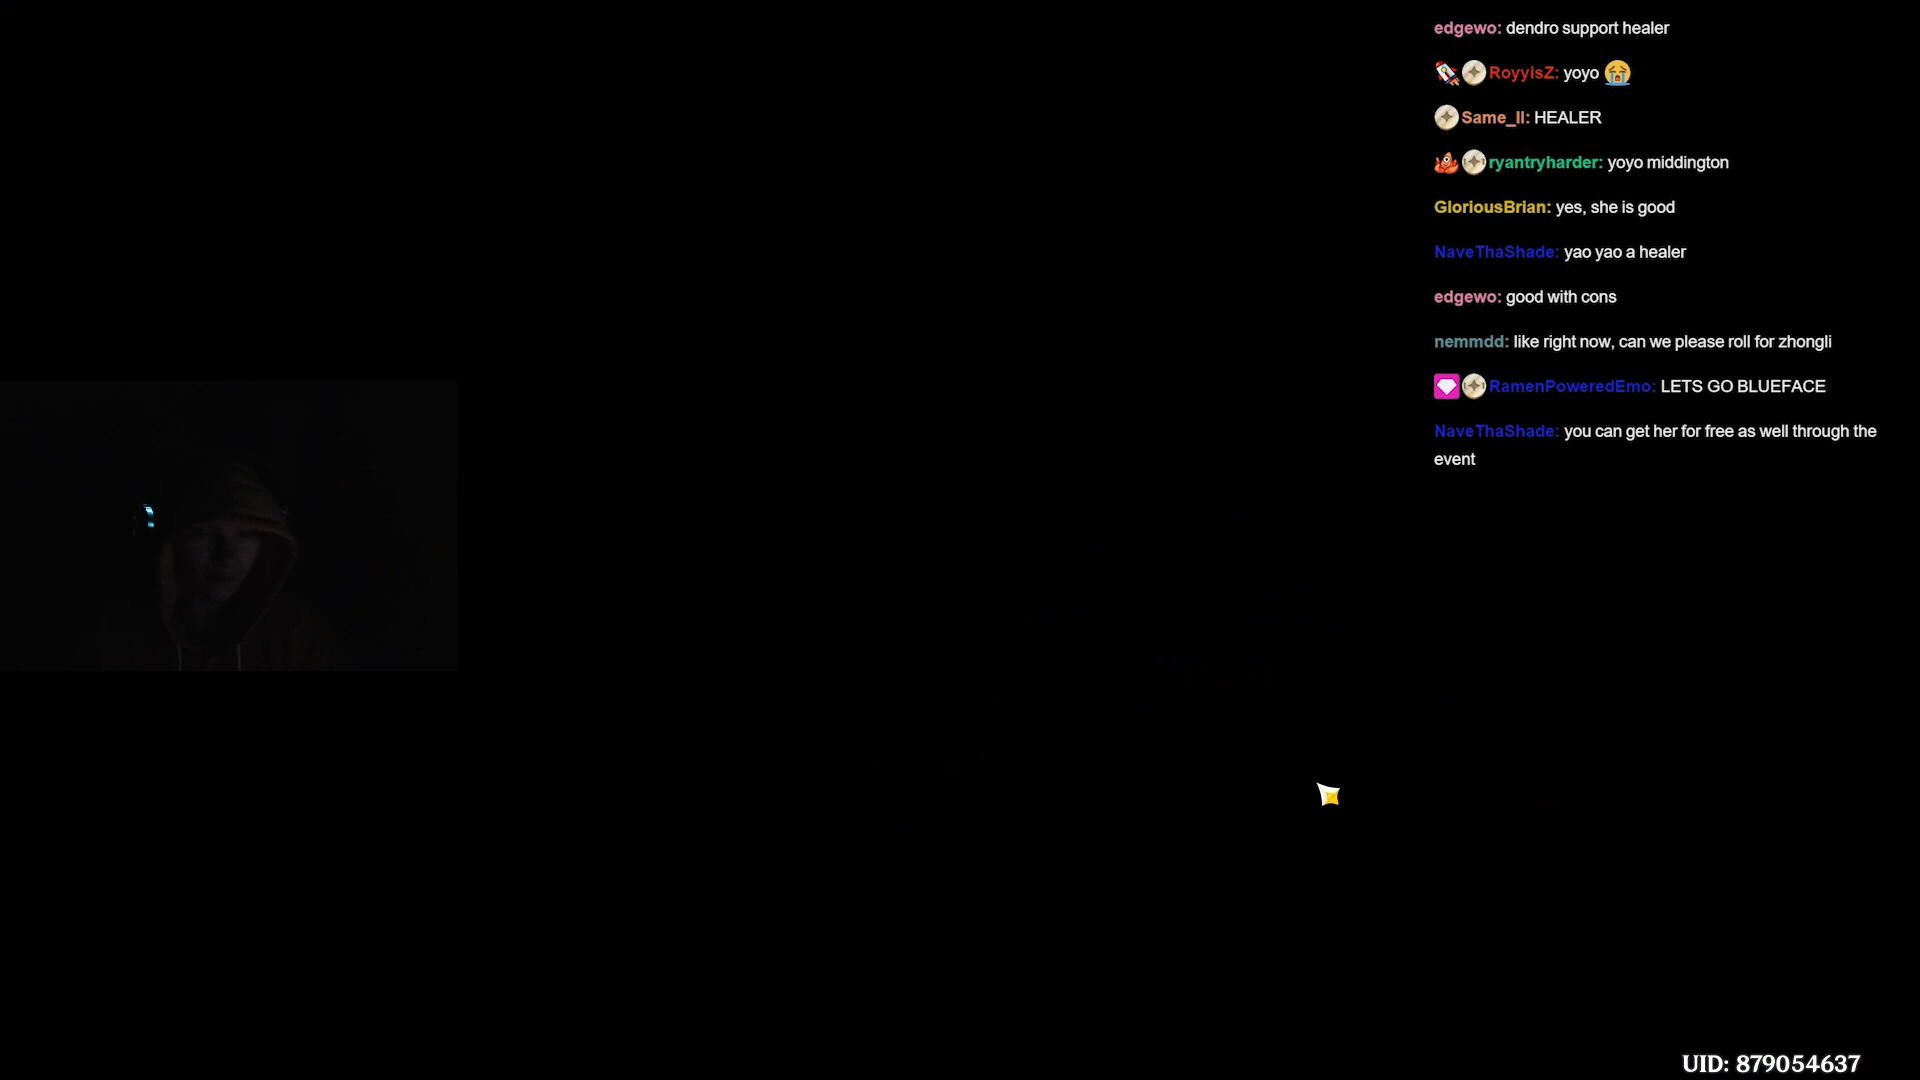 edgewo: dendro support healer
RoyyisZ: yoyo 😭
Same_II: HEALER
ryantryharder: yoyo middington
GloriousBrian: yes, she is good
NaveThaShade: yao yao a healer
edgewo: good with cons
nemmdd: like right now, can we please roll for zhongli
RamenPoweredEmo: LETS GO BLUEFACE
NaveThaShade: you can get her for free as well through the
event
UID: 879054637